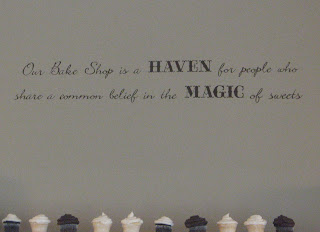 Our Bake Shop is a HAVEN for people who
share a common belief in the MAGIC of sweets